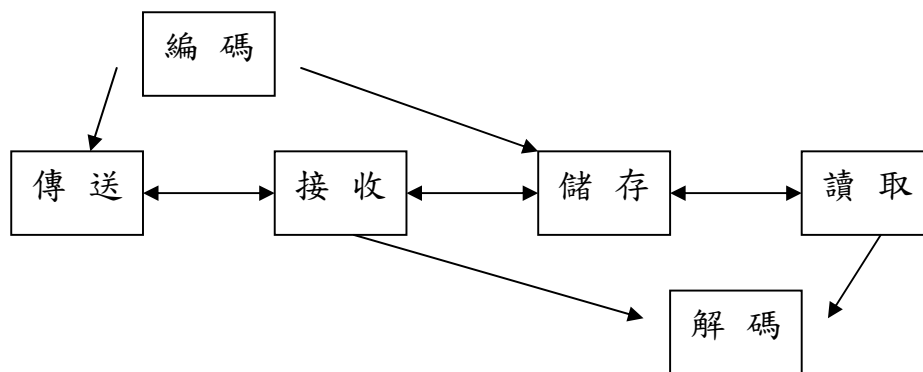 編 碼
傳 送 接 收 儲 存 讀 取
解 碼